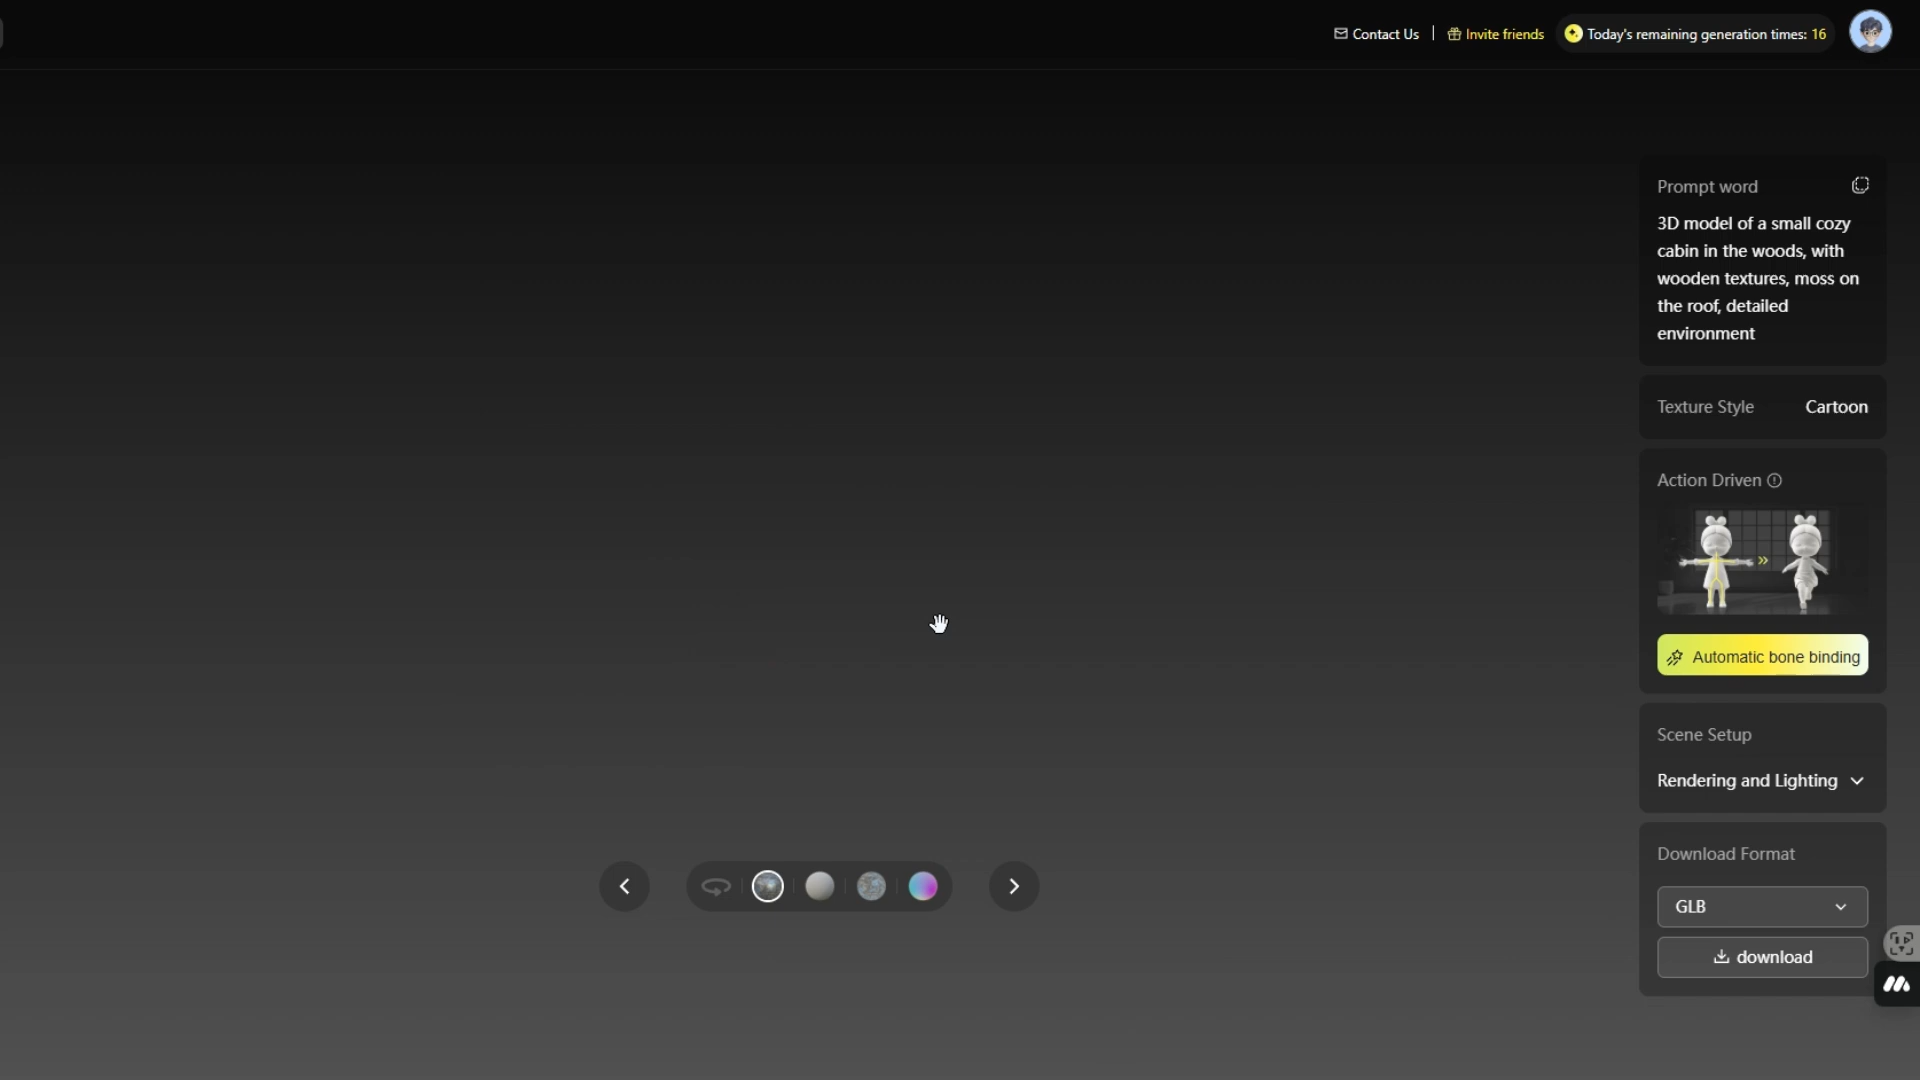 Contact Us
Invite friends
Today's remaining generation times: 16
Prompt word
3D model of a small cozy
cabin in the woods, with
wooden textures, moss on
the roof, detailed
environment
Texture Style Cartoon
Action Driven
Automatic bone binding
Scene Setup
Rendering and Lighting
Download Format
GLB
download